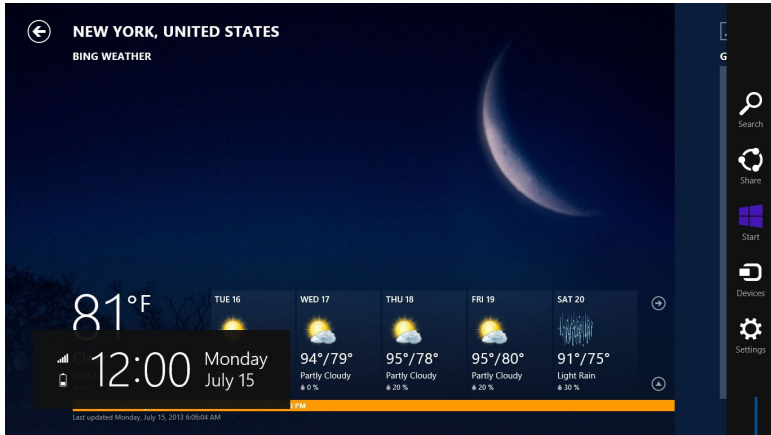 NEW YORK, UNITED STATES
BING WEATHER
G
Search
Share
Start
Devices
Settings
81°F
TUE 16
WED 17
THU 18
FRI 19
SAT 20
94°/79°
95°/78°
95°/80°
91°/75°
Partly Cloudy
Partly Cloudy
Partly Cloudy
Light Rain
0 %
20 %
20 %
30 %
12:00
Monday
July 15
PM
Last updated Monday, July 15, 2013 6:06:04 AM